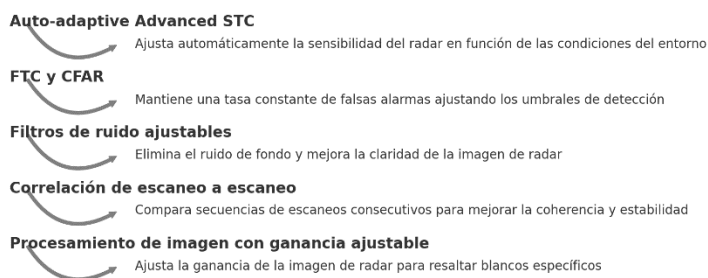 Auto-adaptive Advanced STC
Ajusta automáticamente la sensibilidad del radar en función de las condiciones del entorno
FTC y CFAR
Mantiene una tasa constante de falsas alarmas ajustando los umbrales de detección
Filtros de ruido ajustables
Elimina el ruido de fondo y mejora la claridad de la imagen de radar
Correlación de escaneo a escaneo
Compara secuencias de escaneos consecutivos para mejorar la coherencia y estabilidad
Procesamiento de imagen con ganancia ajustable
Ajusta la ganancia de la imagen de radar para resaltar blancos específicos